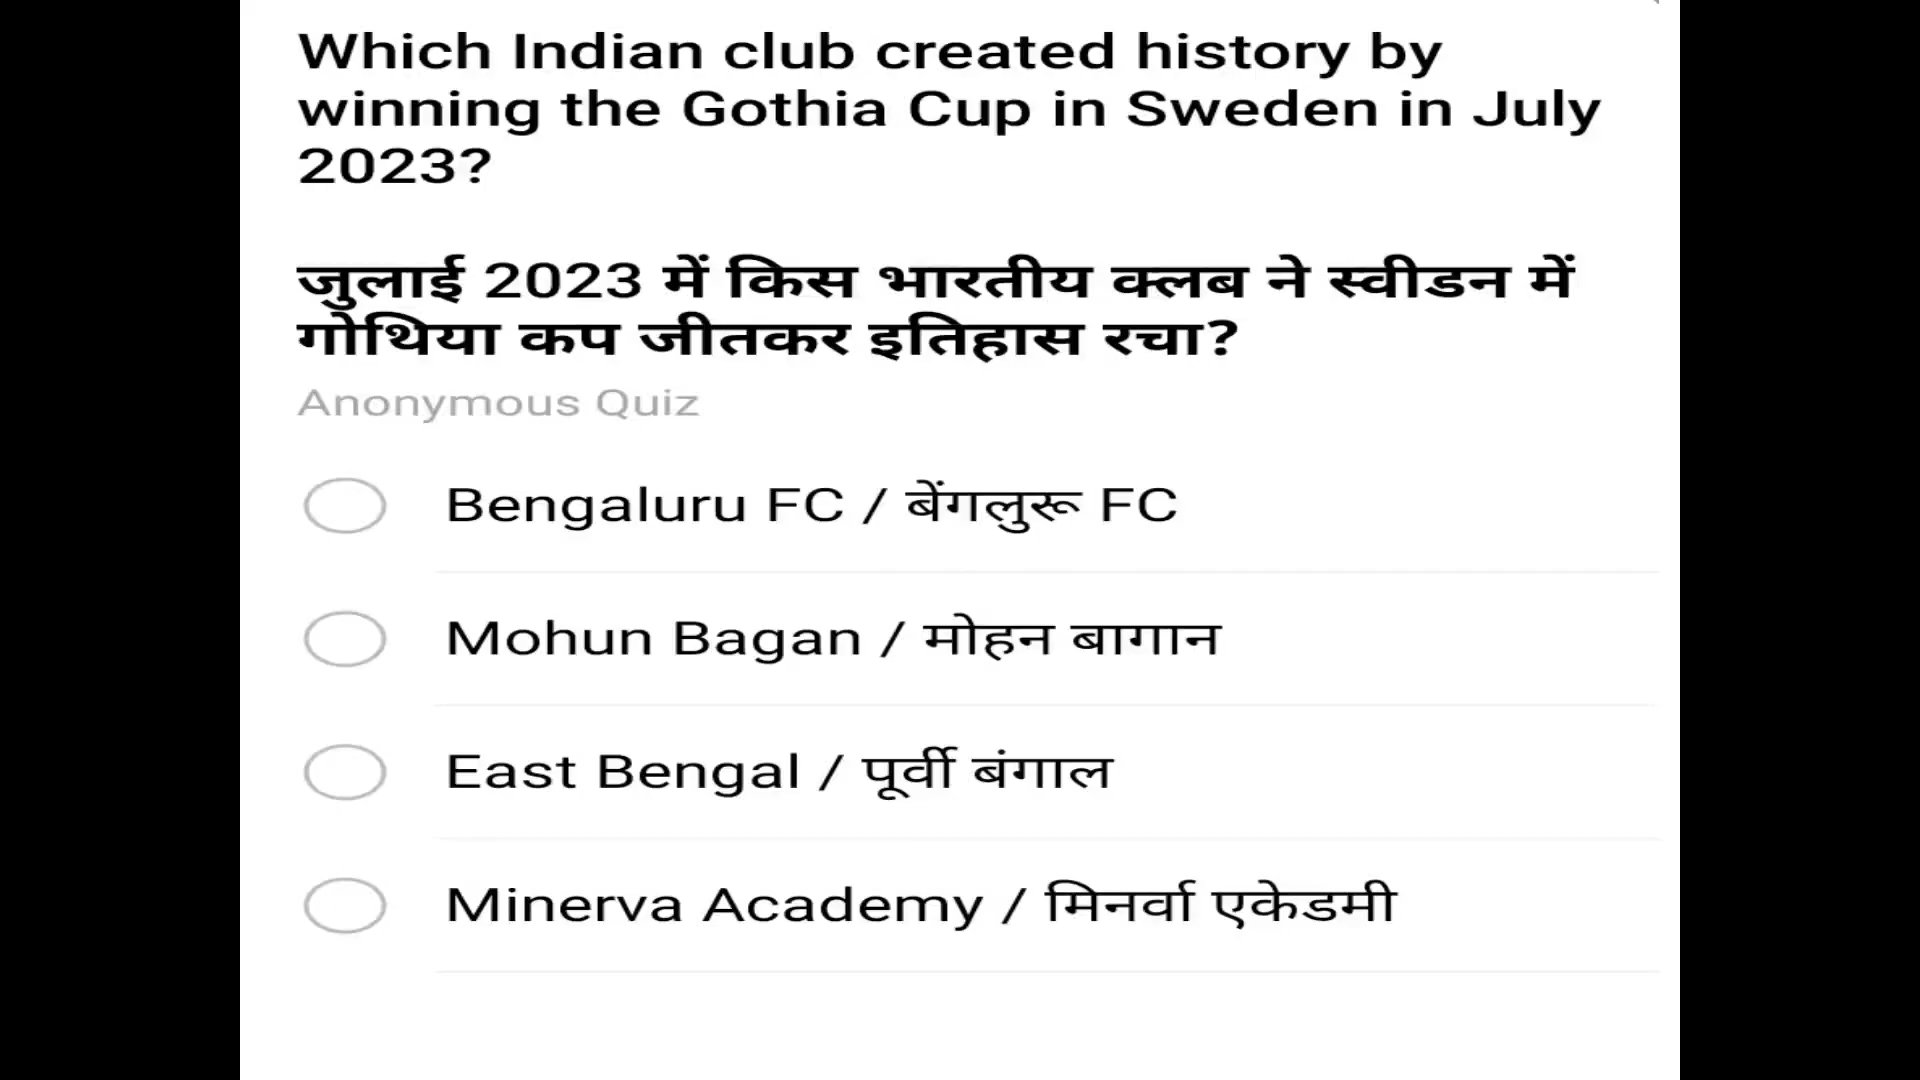 Which Indian club created history by
winning the Gothia Cup in Sweden in July
2023?
जुलाई 2023 में किस भारतीय क्लब ने स्वीडन में
गोथिया कप जीतकर इतिहास रचा?
Anonymous Quiz
Bengaluru FC / बेंगलुरू FC
Mohun Bagan / मोहन बागान
East Bengal / पूर्वी बंगाल
Minerva Academy / मिनर्वा एकेडमी